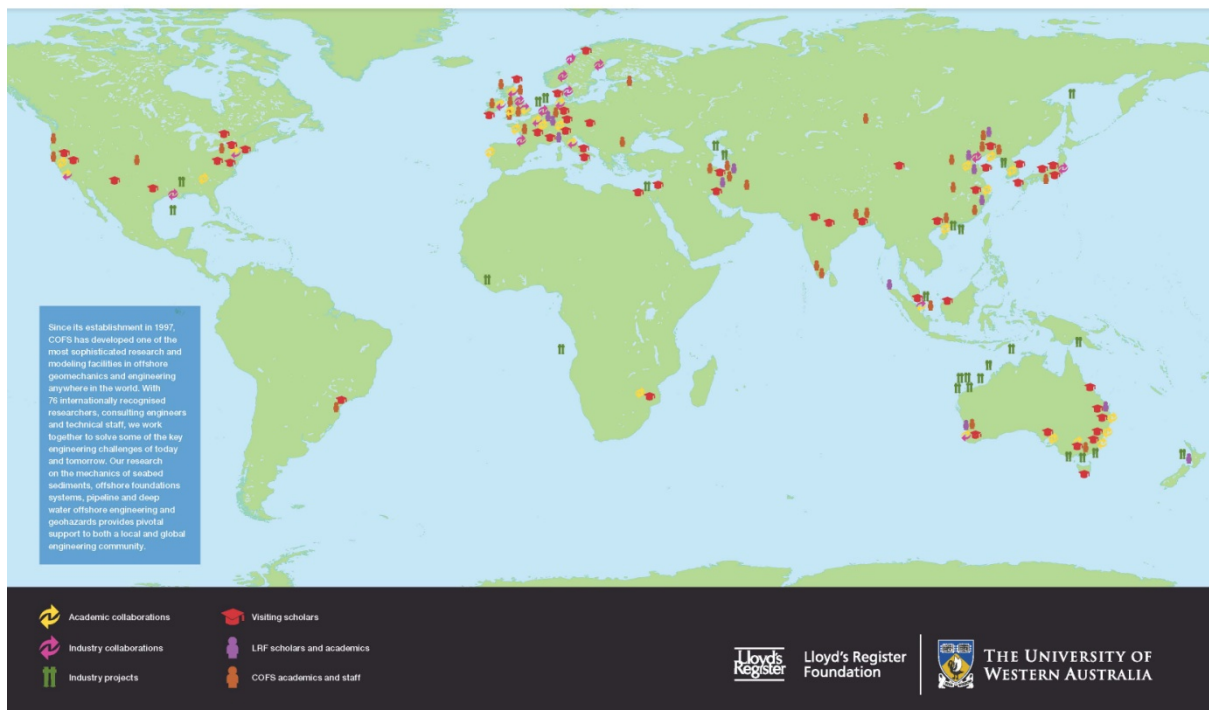 Since its establishment in 1997,
COFS has developed one of the
most sophisticated research and
modeling facilities in offshore
geomechanics and engineering
anywhere in the world. With
76 internationally recognised
researchers, consulting engineers
and technical staff, we work
together to solve some of the key
engineering challenges of today
and tomorrow. Our research
on the mechanics of seabed
sediments, offshore foundations
systems, pipeline and deep
water offshore engineering and
geohazards provides pivotal
support to both a local and global
engineering community.
Academic collaborations
Industry collaborations
Industry projects
Visiting scholars
LRF scholars and academics
COFS academics and staff
Lloyd's
Register
Lloyd's Register
Foundation
THE UNIVERSITY OF
WESTERN AUSTRALIA